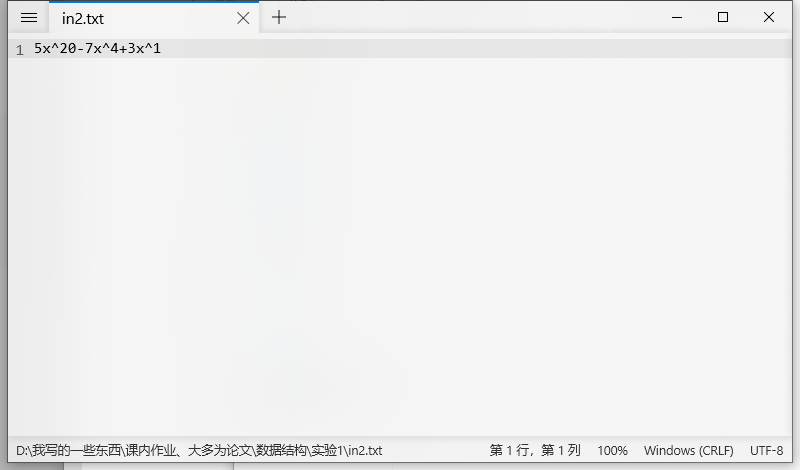 in2.txt
1 5x^20-7x^4+3x^1
D:\我写的一些东西\课内作业、大多为论文\数据结构\实验1\in2.txt 第 1 行，第 1 列 100% Windows (CRLF) UTF-8